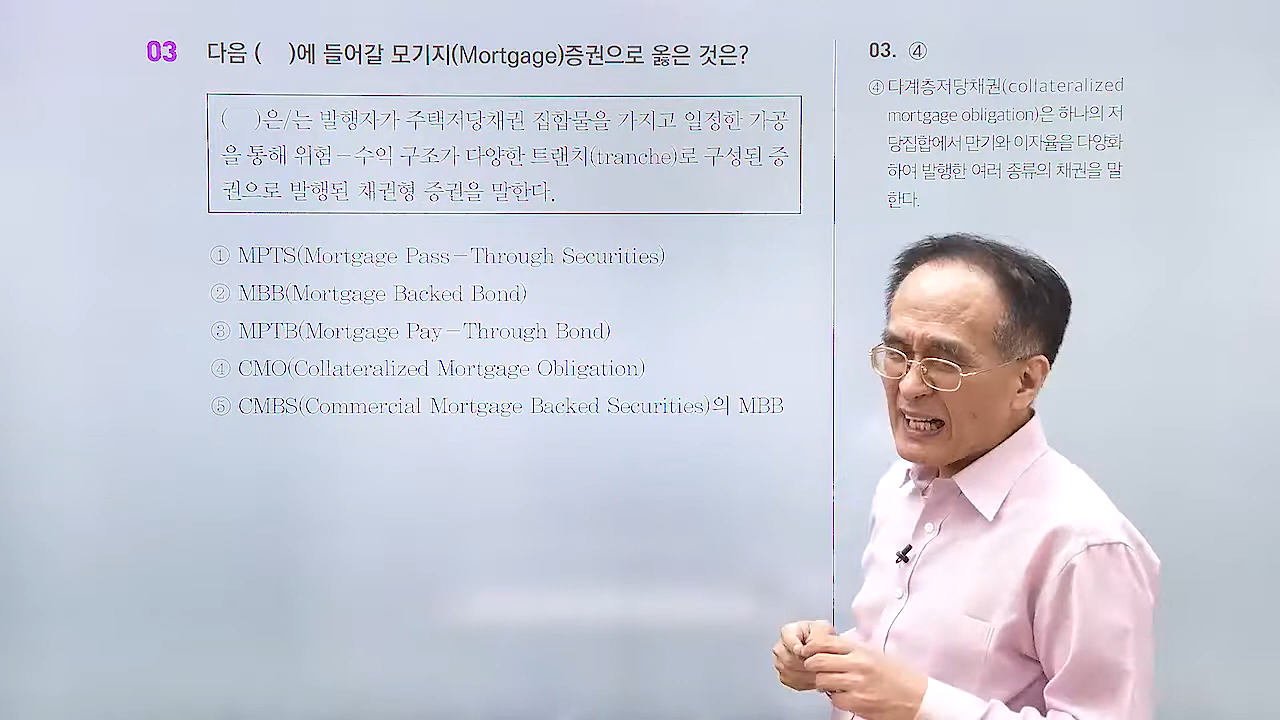 03 다음 (    )에 들어갈 모기지(Mortgage)증권으로 옳은 것은?
(    )은/는 발행자가 주택저당채권 집합물을 가지고 일정한 가공
을 통해 위험-수익 구조가 다양한 트랜치(tranche)로 구성된 증
권으로 발행된 채권형 증권을 말한다.
① MPTS(Mortgage Pass-Through Securities)
② MBB(Mortgage Backed Bond)
③ MPTB(Mortgage Pay-Through Bond)
④ CMO(Collateralized Mortgage Obligation)
⑤ CMBS(Commercial Mortgage Backed Securities)의 MBB
03. ④
④ 다계층저당채권(collateralized
mortgage obligation)은 하나의 저
당집합에서 만기와 이자율을 다양화
하여 발행한 여러 종류의 채권을 말
한다.